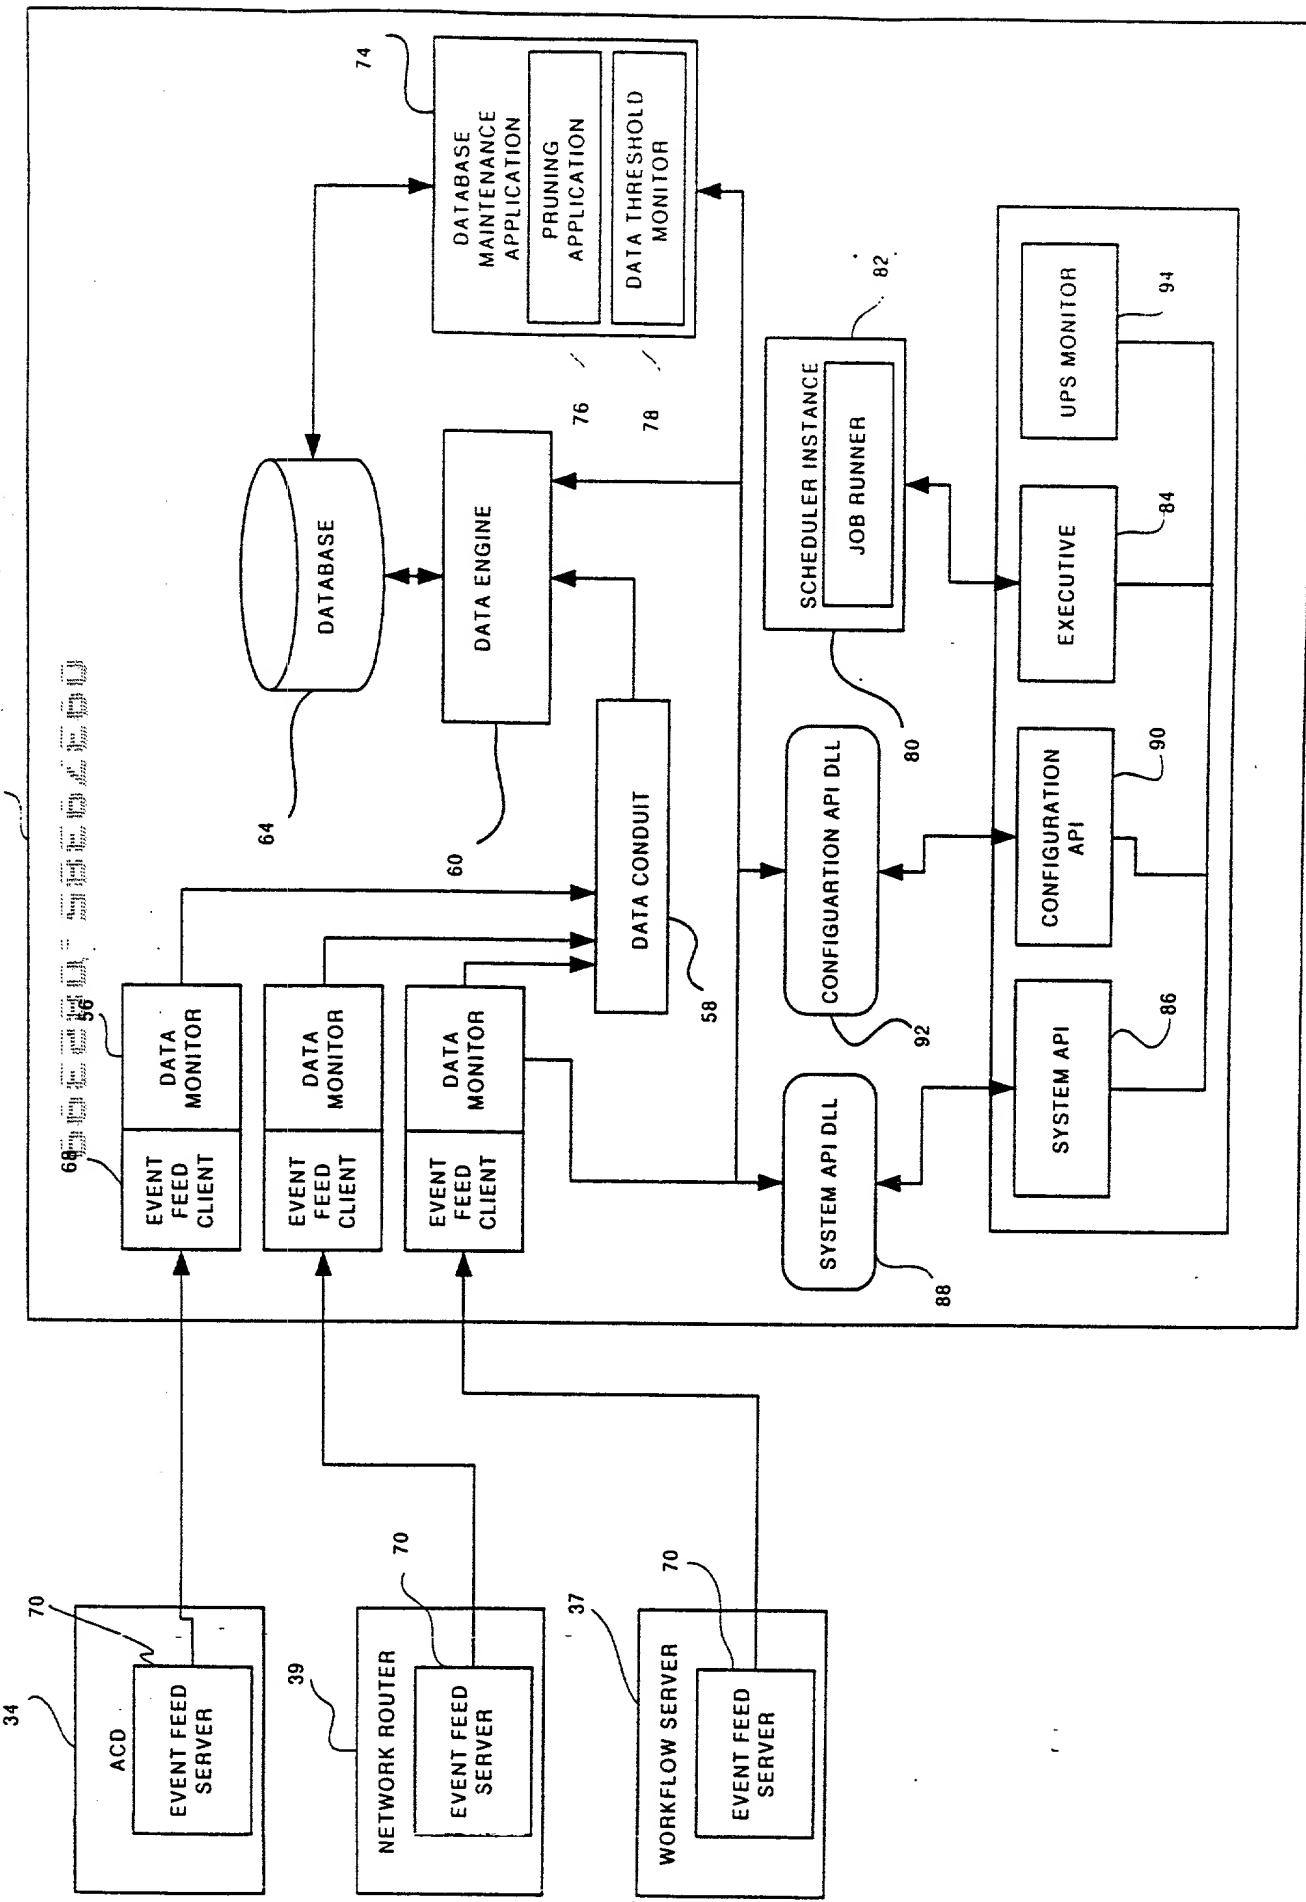 34
70
ACD
EVENT FEED
SERVER
39
70
NETWORK ROUTER
EVENT FEED
SERVER
37
70
WORKFLOW SERVER
EVENT FEED
SERVER
68
56
EVENT
FEED
CLIENT
DATA
MONITOR
EVENT
FEED
CLIENT
DATA
MONITOR
EVENT
FEED
CLIENT
DATA
MONITOR
64
DATABASE
60
DATA ENGINE
DATA CONDUIT
58
74
DATABASE
MAINTENANCE
APPLICATION
PRUNING
APPLICATION
DATA THRESHOLD
MONITOR
76
78
SYSTEM API DLL
88
CONFIGUARTION API DLL
92
SCHEDULER INSTANCE
JOB RUNNER
80
82
SYSTEM API
86
CONFIGURATION
API
90
EXECUTIVE
84
UPS MONITOR
94